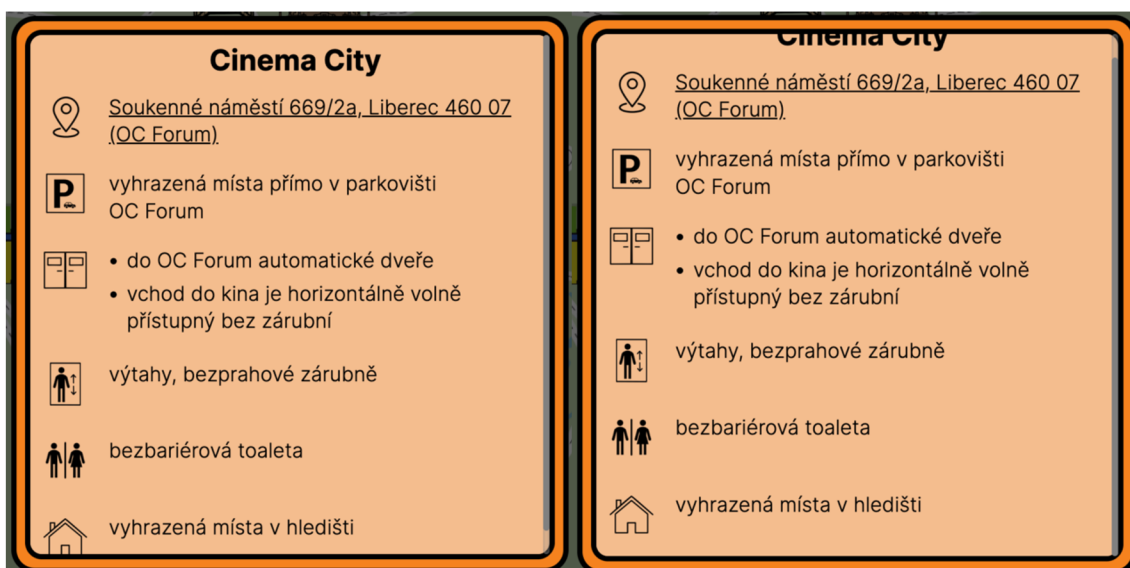 Cinema City
Soukenné náměstí 669/2a, Liberec 460 07
(OC Forum)
P
vyhrazená místa přímo v parkovišti
OC Forum
• do OC Forum automatické dveře
• vchod do kina je horizontálně volně
přístupný bez zárubní
výtahy, bezprahové zárubně
bezbariérová toaleta
vyhrazená místa v hledišti
Cinema City
Soukenné náměstí 669/2a, Liberec 460 07
(OC Forum)
P
vyhrazená místa přímo v parkovišti
OC Forum
• do OC Forum automatické dveře
• vchod do kina je horizontálně volně
přístupný bez zárubní
výtahy, bezprahové zárubně
bezbariérová toaleta
vyhrazená místa v hledišti